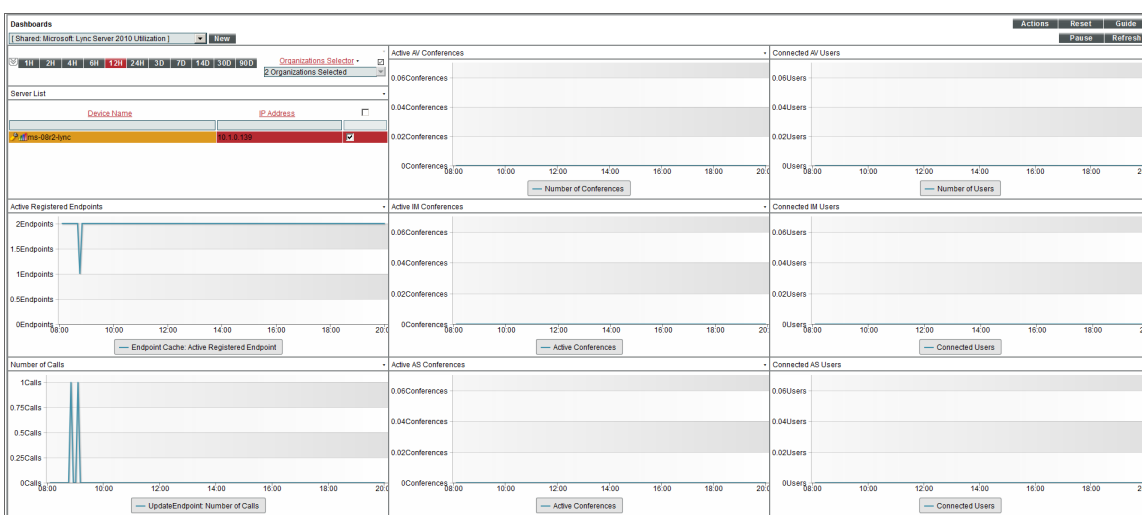 Dashboards
Actions Reset Guide
[ Shared: Microsoft: Lync Server 2010 Utilization ] New
Pause Refresh
1H 2H 4H 6H 12H 24H 3D 7D 14D 30D 90D
Organizations Selector
2 Organizations Selected
Server List
Device Name IP Address
ms-08r2-lync 10.1.0.139
Active AV Conferences
0.06Conferences
0.04Conferences
0.02Conferences
0Conferences
08:00 10:00 12:00 14:00 16:00 18:00 20:0
Number of Conferences
Connected AV Users
0.06Users
0.04Users
0.02Users
0Users
08:00 10:00 12:00 14:00 16:00 18:00
Number of Users
Active Registered Endpoints
2Endpoints
1.5Endpoints
1Endpoints
0.5Endpoints
0Endpoints
08:00 10:00 12:00 14:00 16:00 18:00 20:0
Endpoint Cache: Active Registered Endpoint
Active IM Conferences
0.06Conferences
0.04Conferences
0.02Conferences
0Conferences
08:00 10:00 12:00 14:00 16:00 18:00 20:0
Active Conferences
Connected IM Users
0.06Users
0.04Users
0.02Users
0Users
08:00 10:00 12:00 14:00 16:00 18:00
Connected Users
Number of Calls
1Calls
0.75Calls
0.5Calls
0.25Calls
0Calls
08:00 10:00 12:00 14:00 16:00 18:00 20:0
UpdateEndpoint: Number of Calls
Active AS Conferences
0.06Conferences
0.04Conferences
0.02Conferences
0Conferences
08:00 10:00 12:00 14:00 16:00 18:00 20:0
Active Conferences
Connected AS Users
0.06Users
0.04Users
0.02Users
0Users
08:00 10:00 12:00 14:00 16:00 18:00
Connected Users